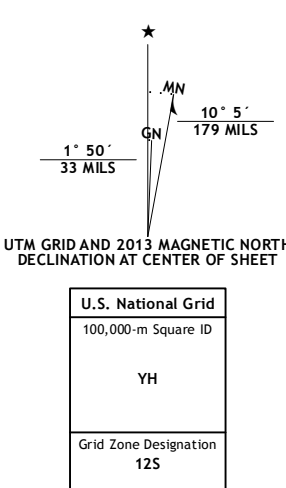 ★
MN
GN
10° 5´
179 MILS
1° 50´
33 MILS
UTM GRID AND 2013 MAGNETIC NORTH
DECLINATION AT CENTER OF SHEET
U.S. National Grid
100,000-m Square ID
YH
Grid Zone Designation
12S